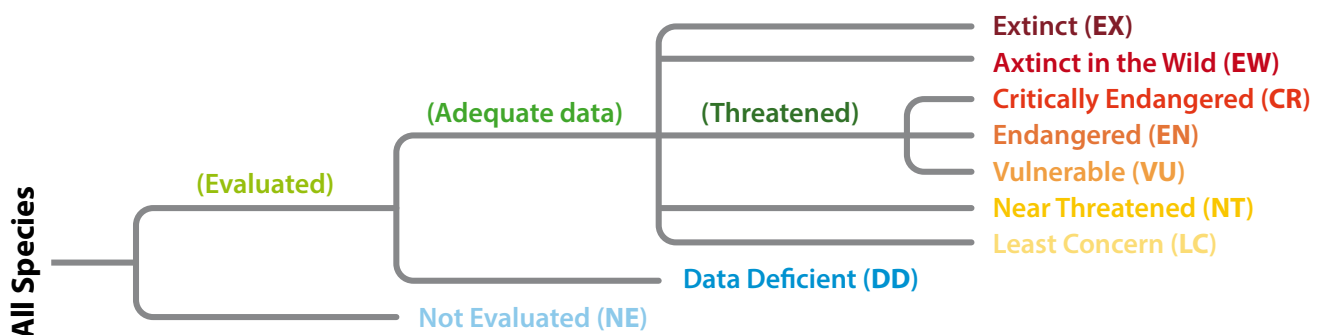 All Species
(Evaluated)
(Adequate data)
(Threatened)
Extinct (EX)
Axtinct in the Wild (EW)
Critically Endangered (CR)
Endangered (EN)
Vulnerable (VU)
Near Threatened (NT)
Least Concern (LC)
Data Deficient (DD)
Not Evaluated (NE)